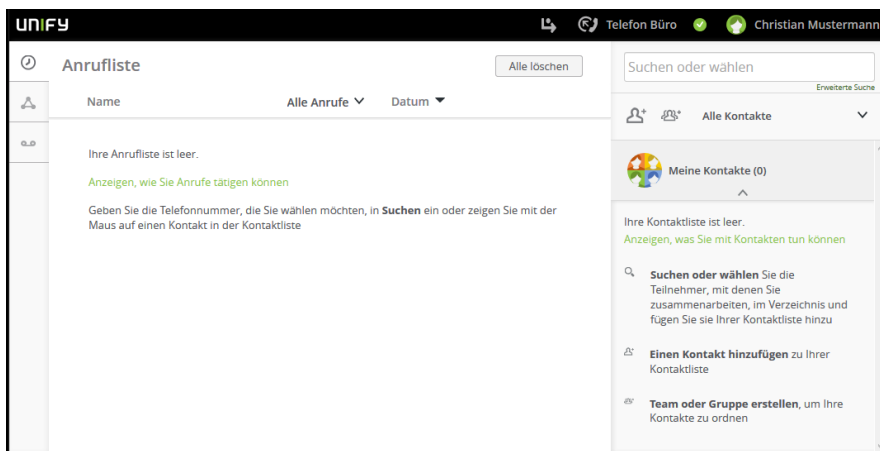 UNIFY
Telefon Büro
Christian Mustermann
Anrufliste
Alle löschen
Name
Alle Anrufe
Datum
Ihre Anrufliste ist leer.
Anzeigen, wie Sie Anrufe tätigen können
Geben Sie die Telefonnummer, die Sie wählen möchten, in Suchen ein oder zeigen Sie mit der
Maus auf einen Kontakt in der Kontaktliste
Suchen oder wählen
Erweiterte Suche
Alle Kontakte
Meine Kontakte (0)
Ihre Kontaktliste ist leer.
Anzeigen, was Sie mit Kontakten tun können
Suchen oder wählen Sie die
Teilnehmer, mit denen Sie
zusammenarbeiten, im Verzeichnis und
fügen Sie sie Ihrer Kontaktliste hinzu
Einen Kontakt hinzufügen zu Ihrer
Kontaktliste
Team oder Gruppe erstellen, um Ihre
Kontakte zu ordnen